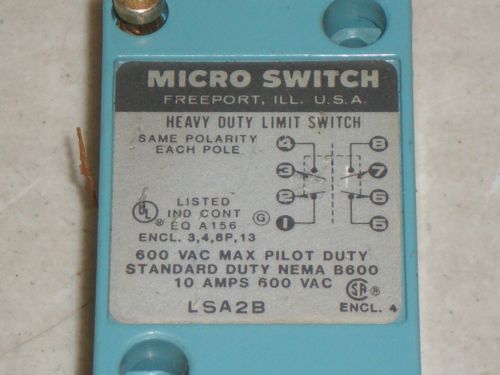 MICRO SWITCH
FREEPORT, ILL. U.S.A.
HEAVY DUTY LIMIT SWITCH
SAME POLARITY
EACH POLE
4 8
3 7
2 6
1 5
UL
LISTED
IND CONT
EQ A156
G
ENCL. 3,4,6P,13
600 VAC MAX PILOT DUTY
STANDARD DUTY NEMA B600
10 AMPS 600 VAC
LSA2B
SA
ENCL. 4